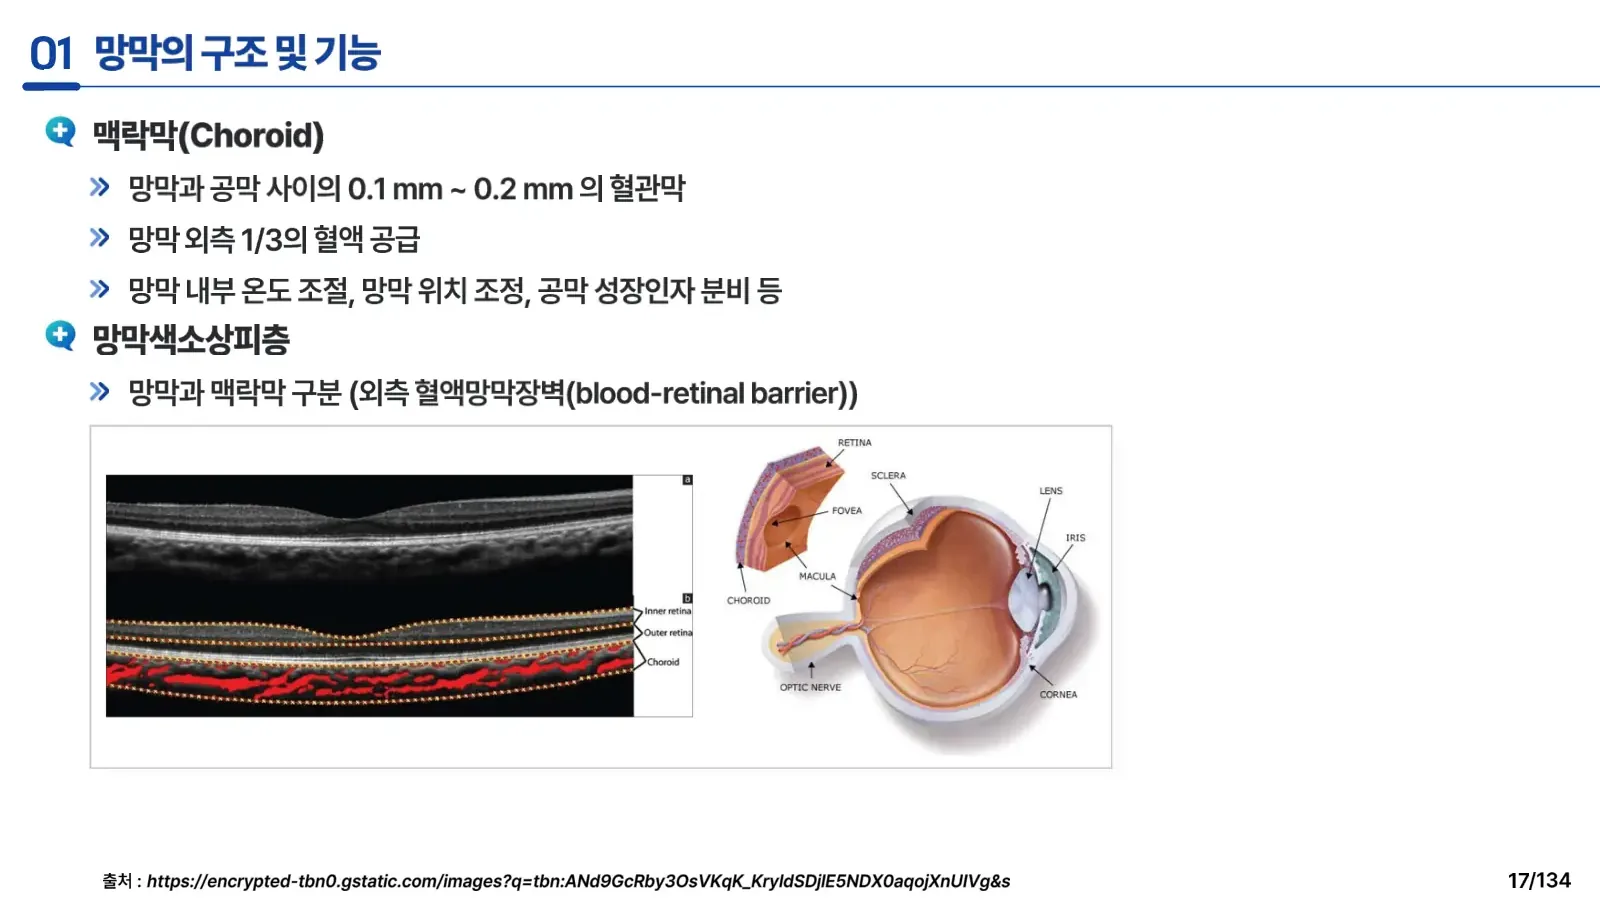 01 망막의 구조 및 기능
맥락막(Choroid)
망막과 공막 사이의 0.1 mm ~ 0.2 mm 의 혈관막
망막 외측 1/3의 혈액 공급
망막 내부 온도 조절, 망막 위치 조정, 공막 성장인자 분비 등
망막색소상피층
망막과 맥락막 구분 (외측 혈액망막장벽(blood-retinal barrier))
a
b
Inner retina
Outer retina
Choroid
RETINA
SCLERA
LENS
FOVEA
IRIS
MACULA
CHOROID
OPTIC NERVE
CORNEA
출처 : https://encrypted-tbn0.gstatic.com/images?q=tbn:ANd9GcRby3OsVKqK_KryIdSDjlE5NDX0aqojXnUIVg&s
17/134